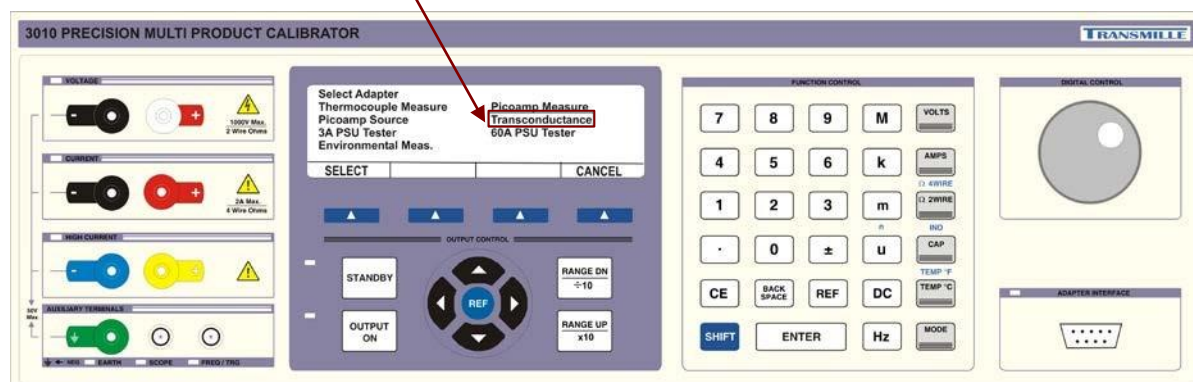 3010 PRECISION MULTI PRODUCT CALIBRATOR
TRANSMILLE
VOLTAGE
1000V Max.
2 Wire Ohms
CURRENT
2A Max.
4 Wire Ohms
HIGH CURRENT
50V
Max
AUXILIARY TERMINALS
NEG EARTH SCOPE FREQ / TRG
Select Adapter
Thermocouple Measure Picoamp Measure
Picoamp Source Transconductance
3A PSU Tester 60A PSU Tester
Environmental Meas.
SELECT CANCEL
OUTPUT CONTROL
STANDBY
OUTPUT
ON
REF
RANGE DN
÷10
RANGE UP
x10
FUNCTION CONTROL
7 8 9 M VOLTS
4 5 6 k AMPS
Ω 4WIRE
1 2 3 m Ω 2WIRE
n IND
· 0 ± u CAP
TEMP °F
CE BACK SPACE REF DC TEMP °C
SHIFT ENTER Hz MODE
DIGITAL CONTROL
ADAPTER INTERFACE